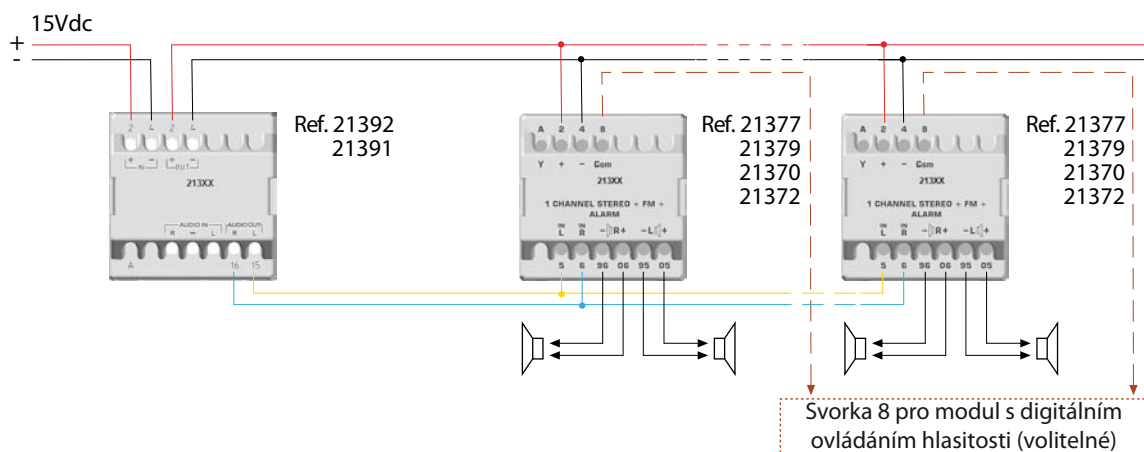 15Vdc
+
-
2 4 2 4
+ − + −
IN OUT
213XX
AUDIO IN AUDIO OUT
R − L R L
A 16 15
Ref. 21392
21391
A 2 4 8
Y + − Com
213XX
1 CHANNEL STEREO + FM +
ALARM
IN L IN R − R+ − L +
5 6 96 06 95 05
Ref. 21377
21379
21370
21372
A 2 4 8
Y + − Com
213XX
1 CHANNEL STEREO + FM +
ALARM
IN L IN R − R+ − L +
5 6 96 06 95 05
Ref. 21377
21379
21370
21372
Svorka 8 pro modul s digitálním
ovládáním hlasitosti (volitelné)